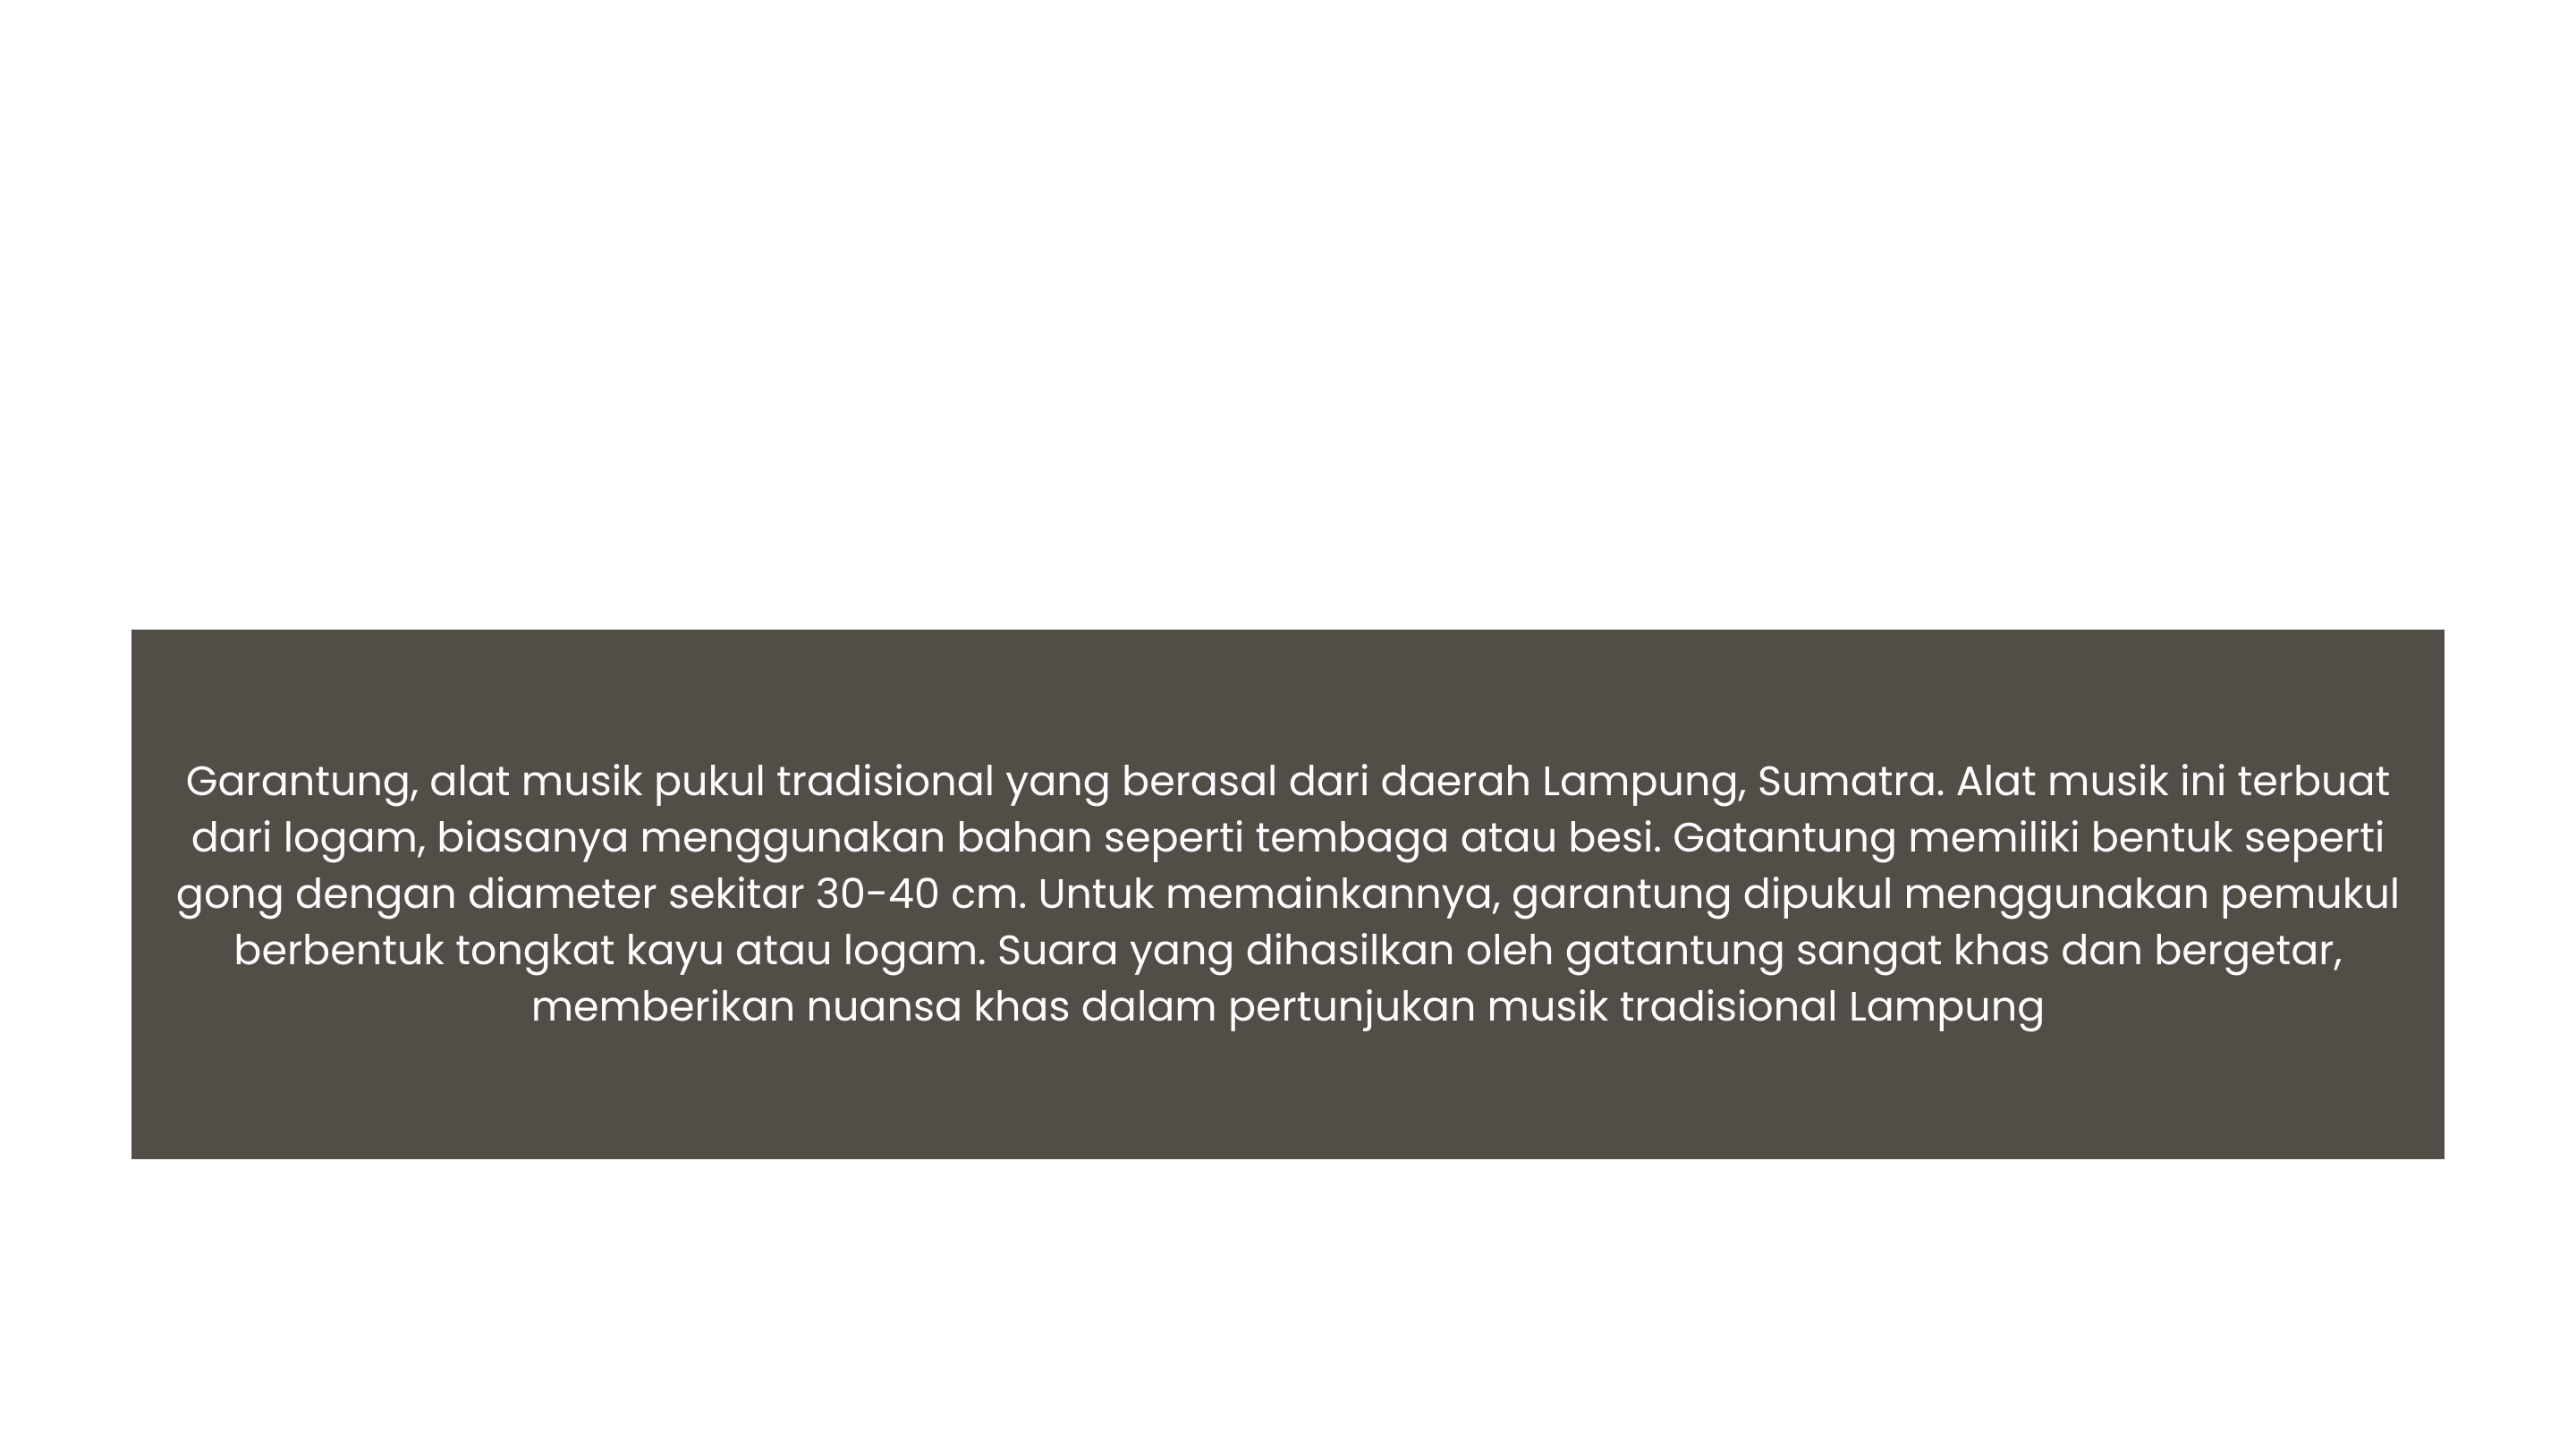 Garantung, alat musik pukul tradisional yang berasal dari daerah Lampung, Sumatra. Alat musik ini terbuat
dari logam, biasanya menggunakan bahan seperti tembaga atau besi. Gatantung memiliki bentuk seperti
gong dengan diameter sekitar 30-40 cm. Untuk memainkannya, garantung dipukul menggunakan pemukul
berbentuk tongkat kayu atau logam. Suara yang dihasilkan oleh gatantung sangat khas dan bergetar,
memberikan nuansa khas dalam pertunjukan musik tradisional Lampung